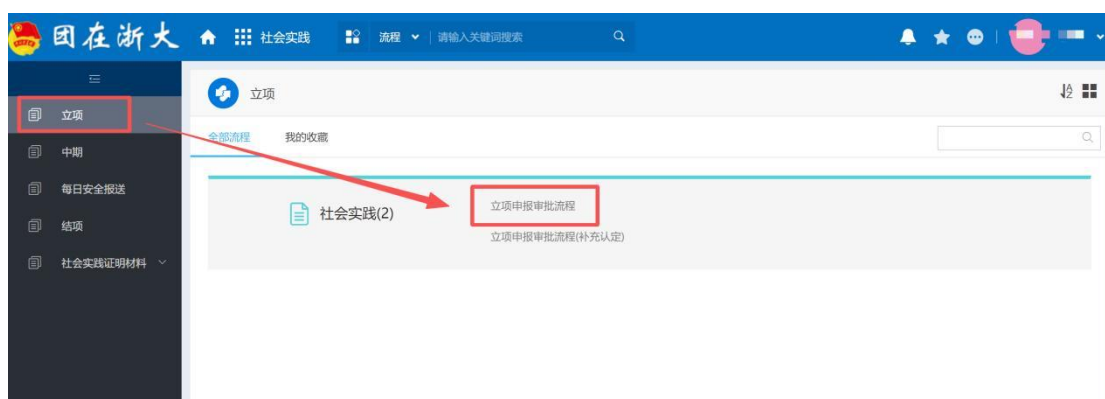 团在浙大 社会实践 流程 请输入关键词搜索
立项
中期
每日安全报送
结项
社会实践证明材料
立项
全部流程 我的收藏
社会实践(2)
立项申报审批流程
立项申报审批流程(补充认定)